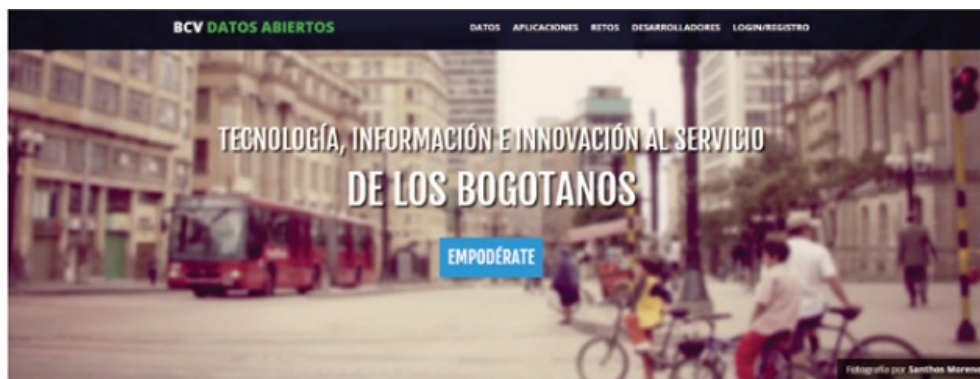 BCV DATOS ABIERTOS
DATOS APLICACIONES RETOS DESARROLLADORES LOGIN/REGISTRO
TECNOLOGÍA, INFORMACIÓN E INNOVACIÓN AL SERVICIO
DE LOS BOGOTANOS
EMPODÉRATE
Fotografía por Santhos Moreno